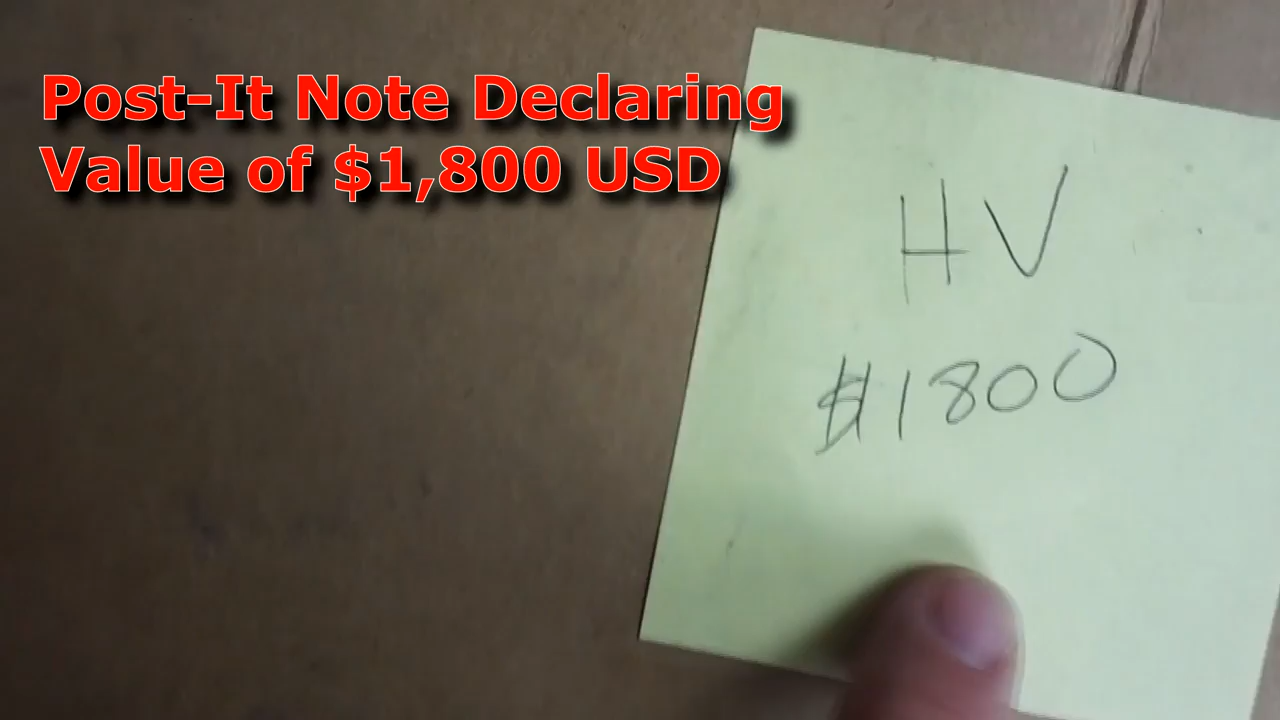 Post-It Note Declaring
Value of $1,800 USD
HV
$1800